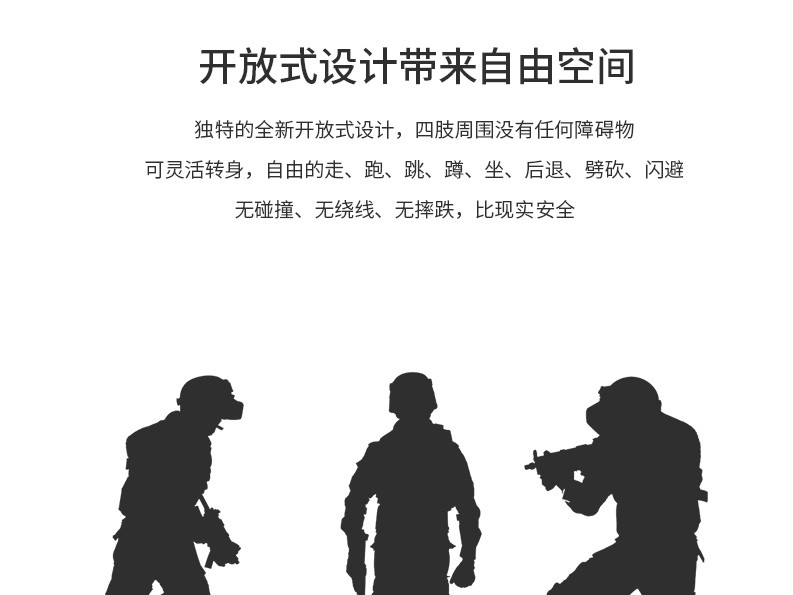 开放式设计带来自由空间
独特的全新开放式设计，四肢周围没有任何障碍物
可灵活转身，自由的走、跑、跳、蹲、坐、后退、劈砍、闪避
无碰撞、无绕线、无摔跌，比现实安全